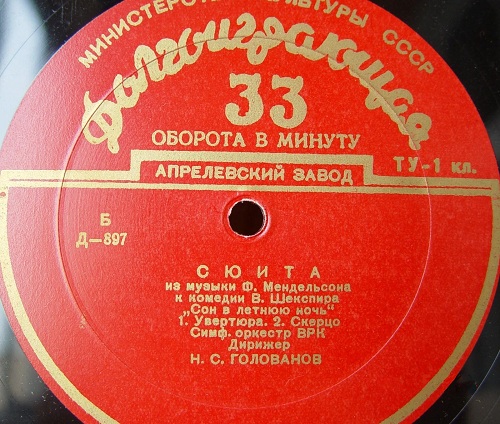 МИНИСТЕРСТВО КУЛЬТУРЫ СССР
Долгоиграющая
33
ОБОРОТА В МИНУТУ
АПРЕЛЕВСКИЙ ЗАВОД
ТУ-1 кл.
Б
Д—897
СЮИТА
из музыки Ф. Мендельсона
к комедии В. Шекспира
„Сон в летнюю ночь“
1. Увертюра. 2. Скерцо
Симф. оркестр ВРК
Дирижер
Н. С. ГОЛОВАНОВ